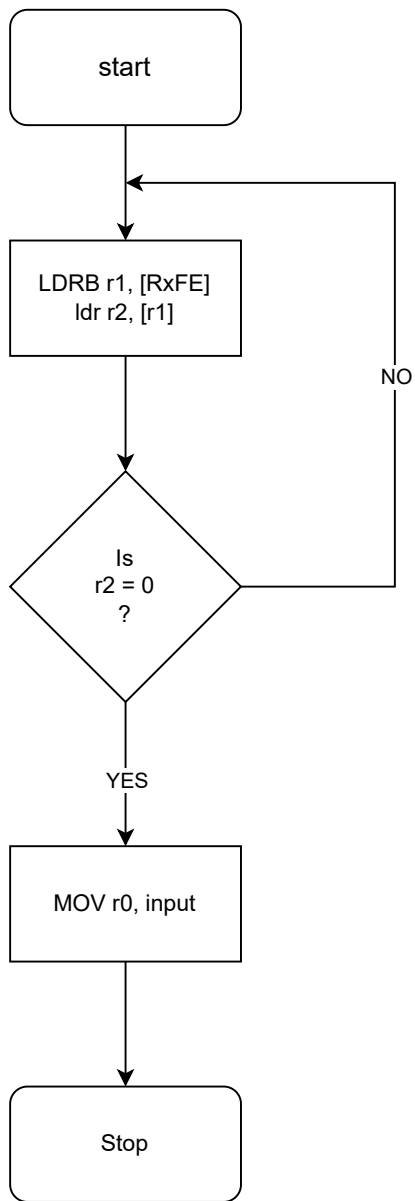 start
LDRB r1, [RxFE]
ldr r2, [r1]
NO
Is
r2 = 0
?
YES
MOV r0, input
Stop